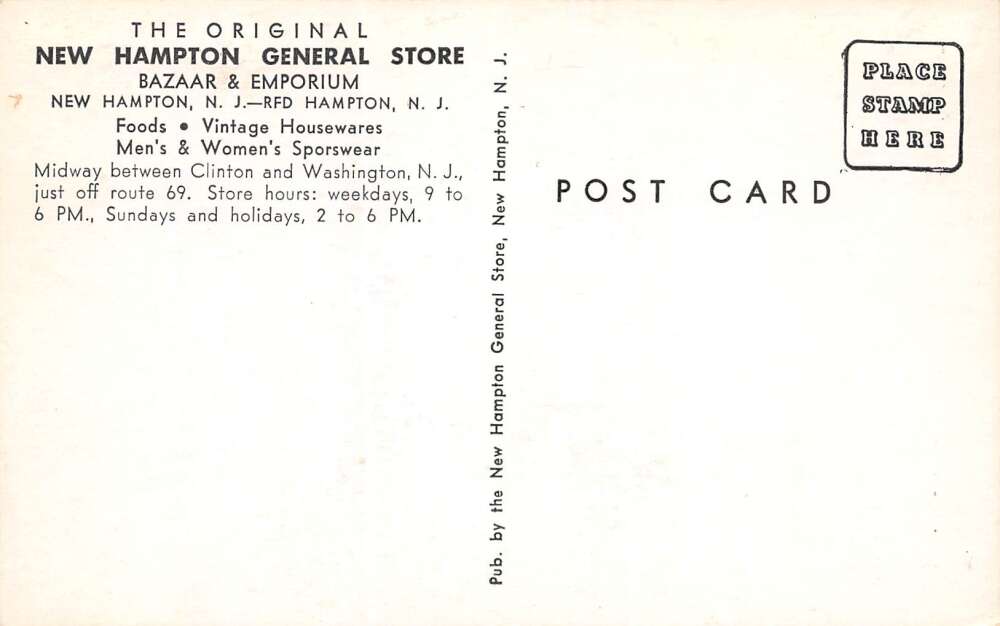 THE ORIGINAL
NEW HAMPTON GENERAL STORE
BAZAAR & EMPORIUM
NEW HAMPTON, N. J.—RFD HAMPTON, N. J.
Foods • Vintage Housewares
Men's & Women's Sporswear
Midway between Clinton and Washington, N. J.,
just off route 69. Store hours: weekdays, 9 to
6 PM., Sundays and holidays, 2 to 6 PM.
Pub. by the New Hampton General Store, New Hampton, N. J.
PLACE
STAMP
HERE
POST CARD